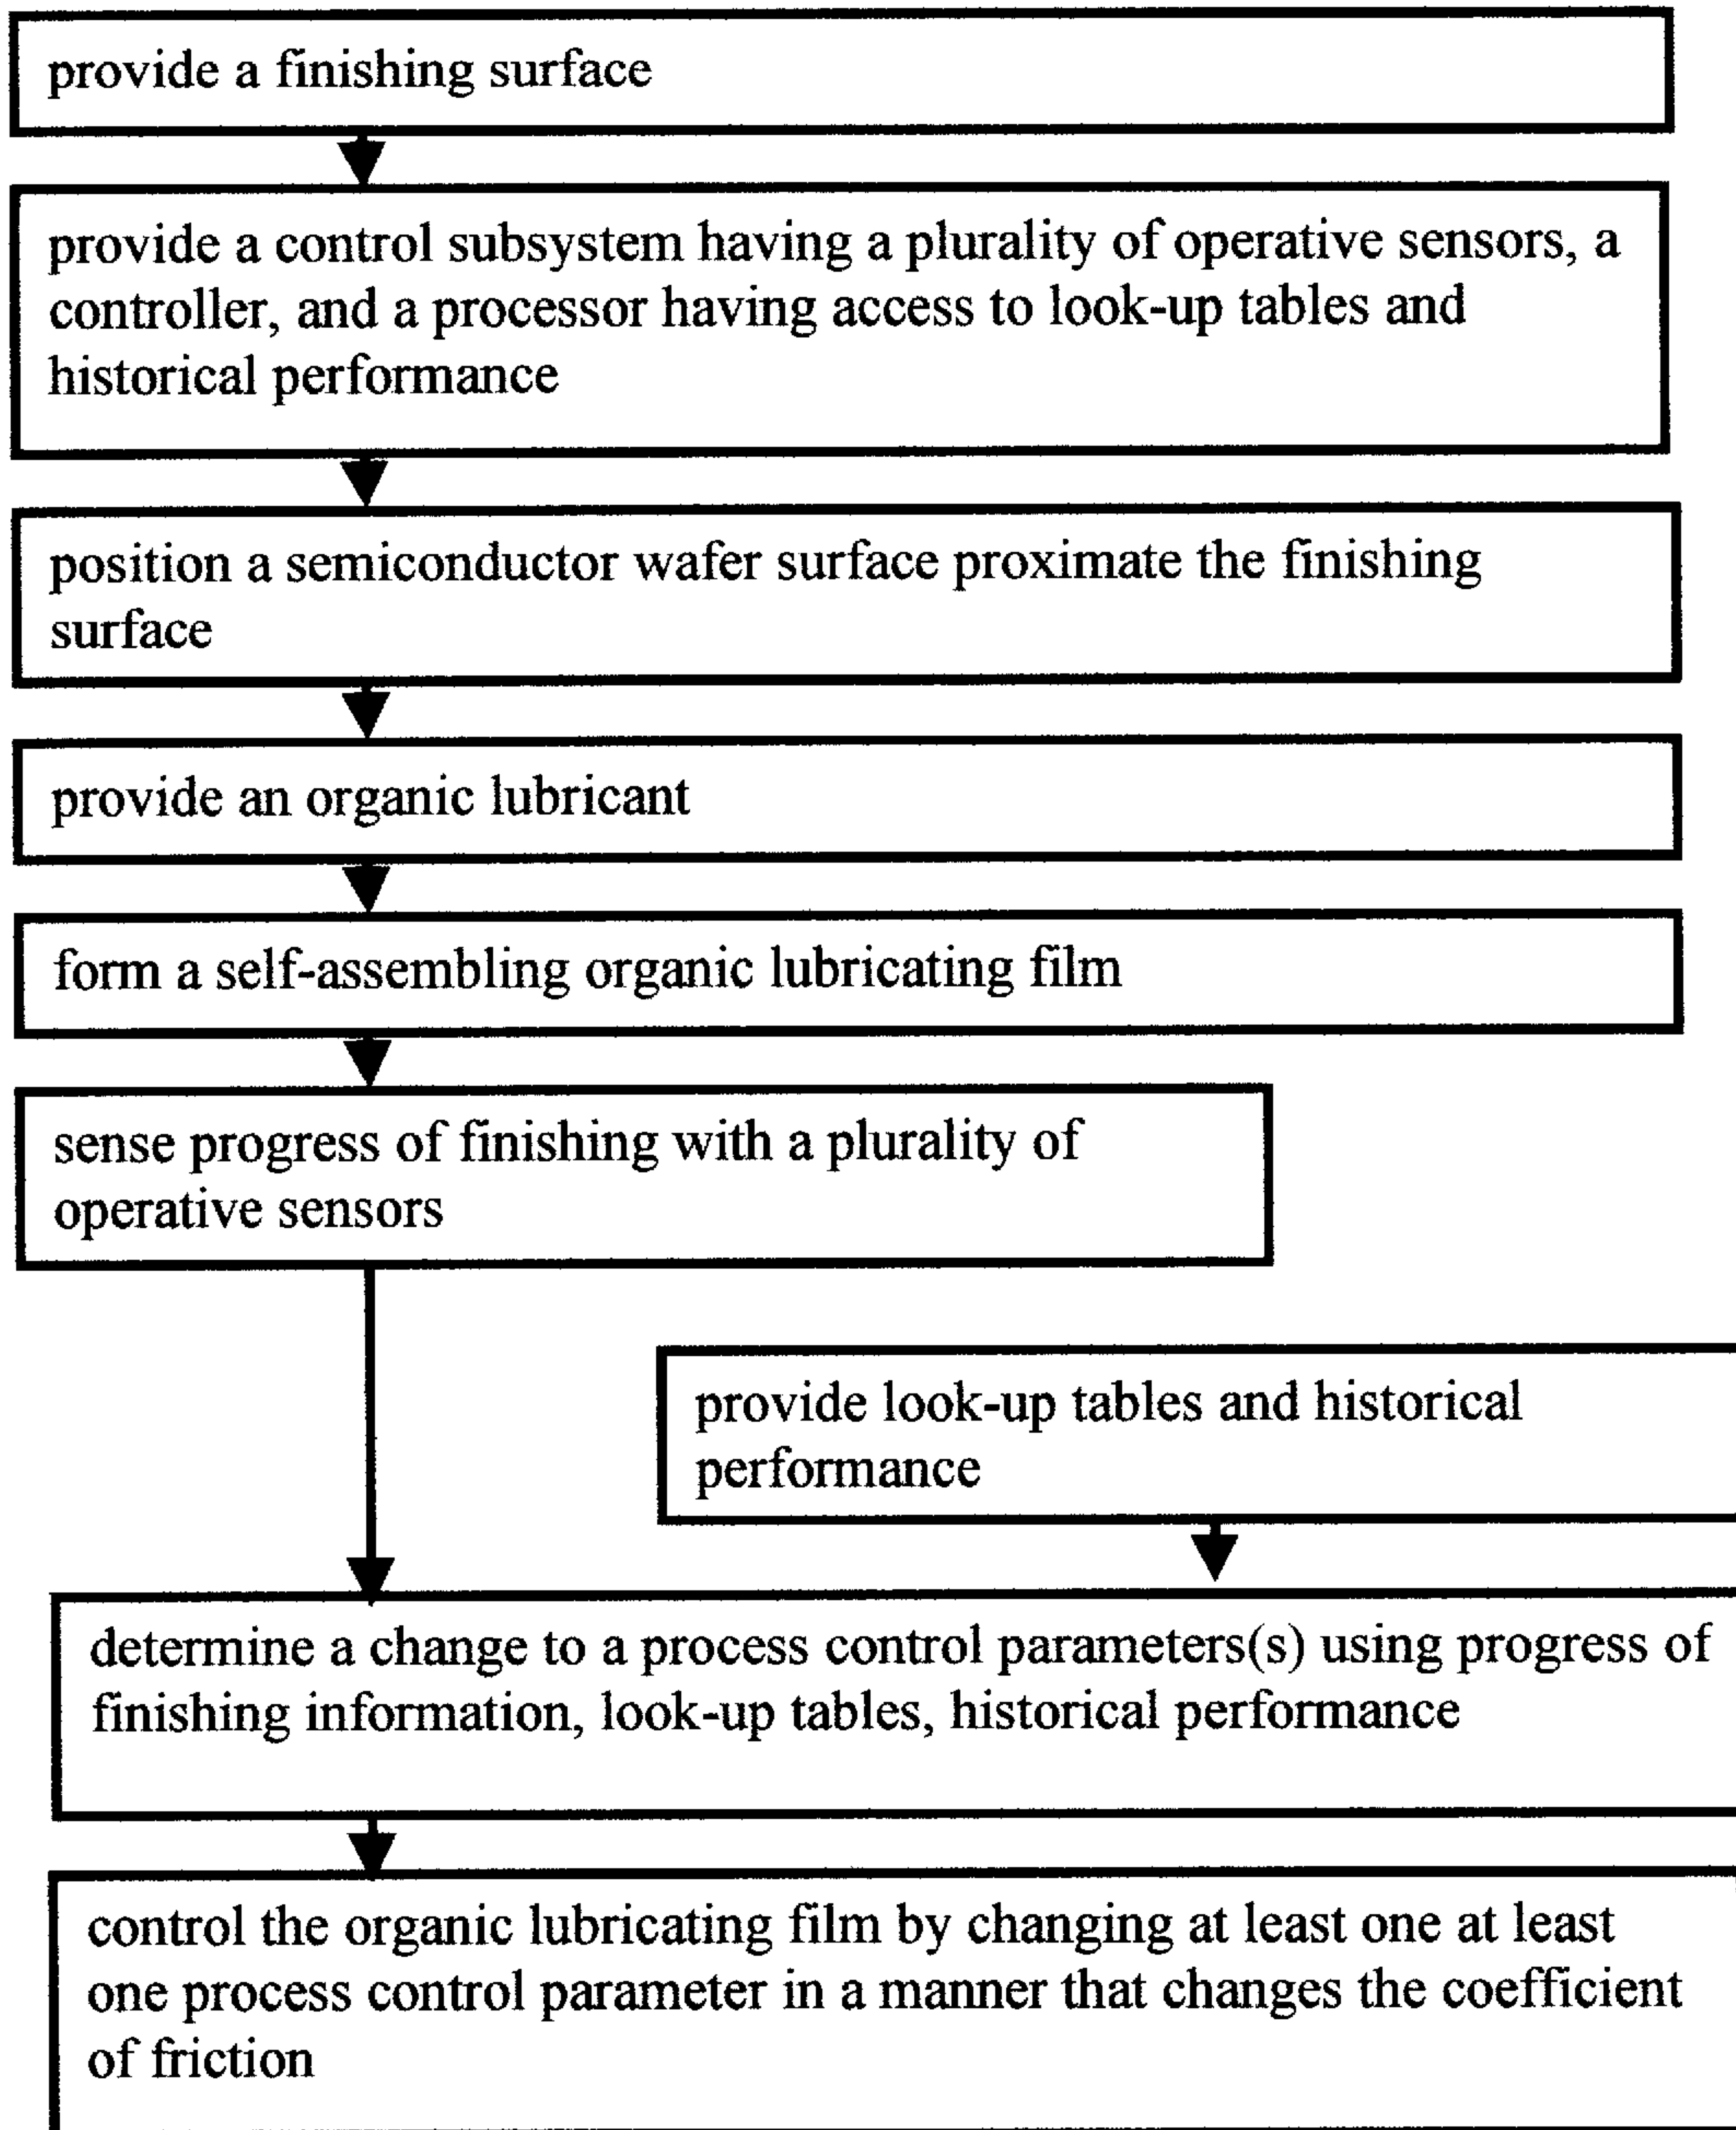 provide a finishing surface
provide a control subsystem having a plurality of operative sensors, a
controller, and a processor having access to look-up tables and
historical performance
position a semiconductor wafer surface proximate the finishing
surface
provide an organic lubricant
form a self-assembling organic lubricating film
sense progress of finishing with a plurality of
operative sensors
provide look-up tables and historical
performance
determine a change to a process control parameters(s) using progress of
finishing information, look-up tables, historical performance
control the organic lubricating film by changing at least one at least
one process control parameter in a manner that changes the coefficient
of friction